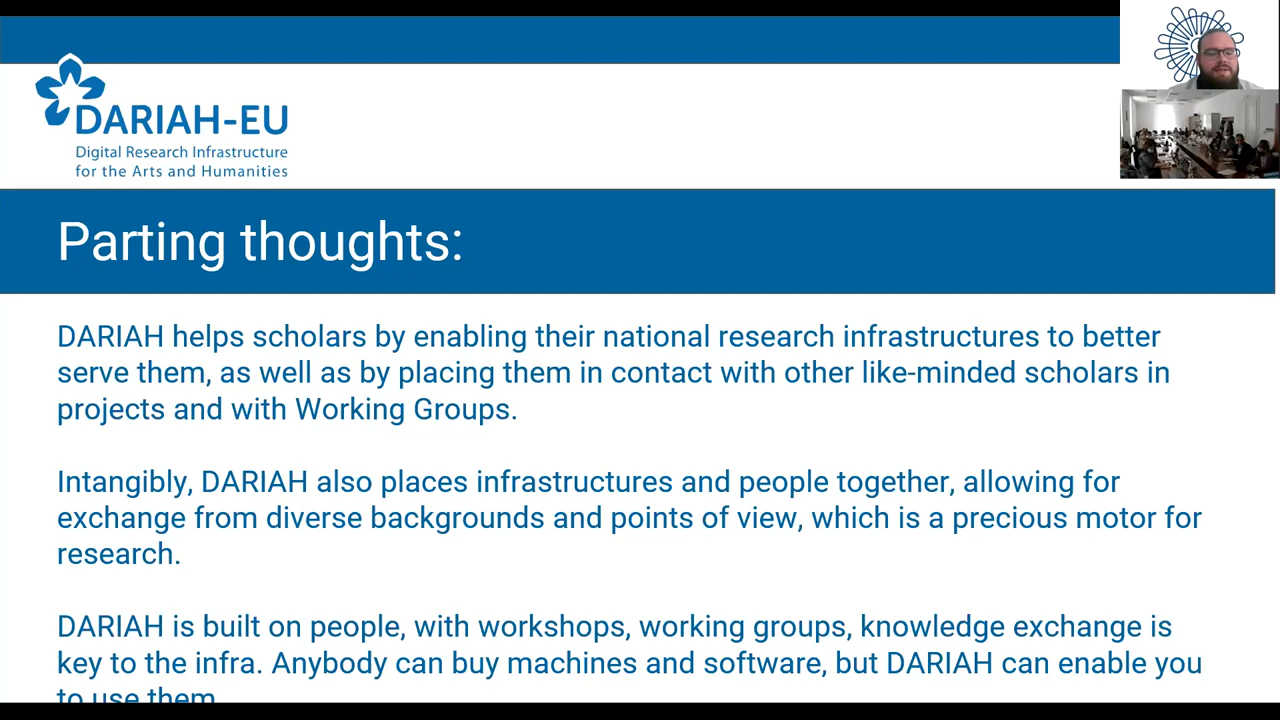 DARIAH-EU
Digital Research Infrastructure
for the Arts and Humanities
Parting thoughts:
DARIAH helps scholars by enabling their national research infrastructures to better
serve them, as well as by placing them in contact with other like-minded scholars in
projects and with Working Groups.
Intangibly, DARIAH also places infrastructures and people together, allowing for
exchange from diverse backgrounds and points of view, which is a precious motor for
research.
DARIAH is built on people, with workshops, working groups, knowledge exchange is
key to the infra. Anybody can buy machines and software, but DARIAH can enable you
to use them